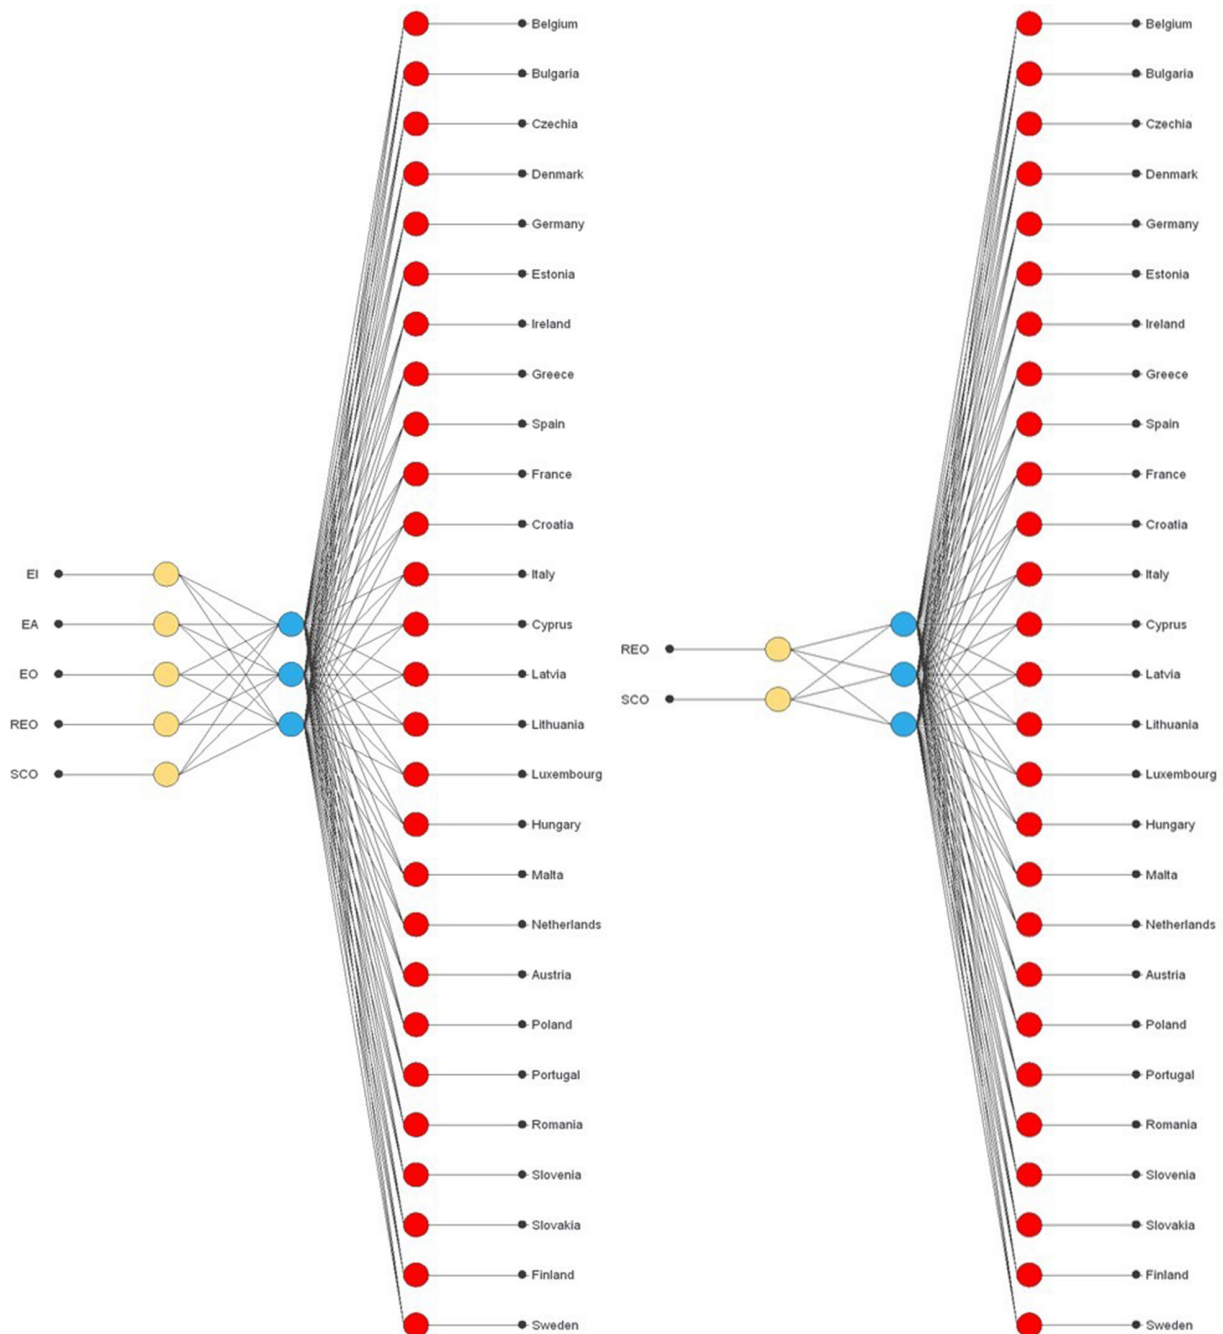 Belgium
Bulgaria
Czechia
Denmark
Germany
Estonia
Ireland
Greece
Spain
France
Croatia
EI
Italy
EA
Cyprus
EO
Latvia
REO
Lithuania
SCO
Luxembourg
Hungary
Malta
Netherlands
Austria
Poland
Portugal
Romania
Slovenia
Slovakia
Finland
Sweden
Belgium
Bulgaria
Czechia
Denmark
Germany
Estonia
Ireland
Greece
Spain
France
Croatia
Italy
Cyprus
REO
Latvia
SCO
Lithuania
Luxembourg
Hungary
Malta
Netherlands
Austria
Poland
Portugal
Romania
Slovenia
Slovakia
Finland
Sweden